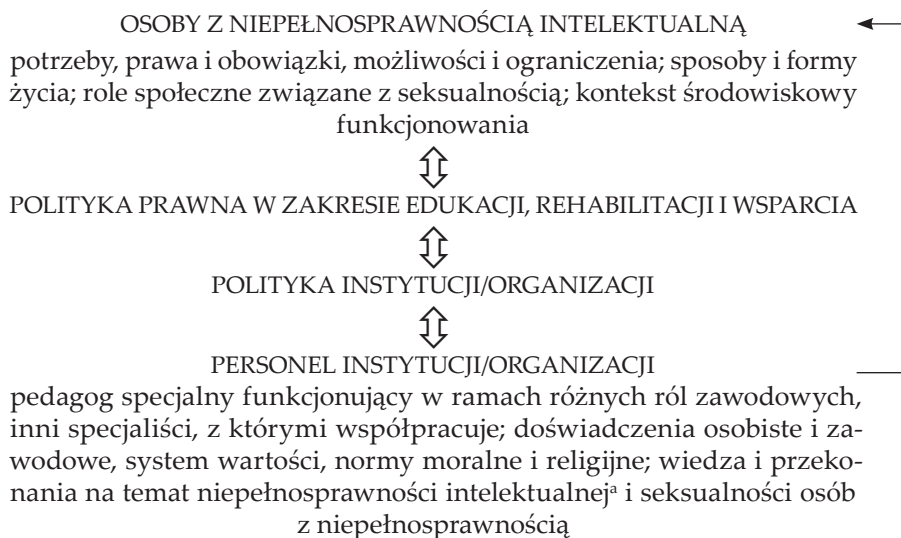 OSOBY Z NIEPEŁNOSPRAWNOŚCIĄ INTELEKTUALNĄ
potrzeby, prawa i obowiązki, możliwości i ograniczenia; sposoby i formy
życia; role społeczne związane z seksualnością; kontekst środowiskowy
funkcjonowania
POLITYKA PRAWNA W ZAKRESIE EDUKACJI, REHABILITACJI I WSPARCIA
POLITYKA INSTYTUCJI/ORGANIZACJI
PERSONEL INSTYTUCJI/ORGANIZACJI
pedagog specjalny funkcjonujący w ramach różnych ról zawodowych,
inni specjaliści, z którymi współpracuje; doświadczenia osobiste i za-
wodowe, system wartości, normy moralne i religijne; wiedza i przeko-
nania na temat niepełnosprawności intelektualnejᵃ i seksualności osób
z niepełnosprawnością